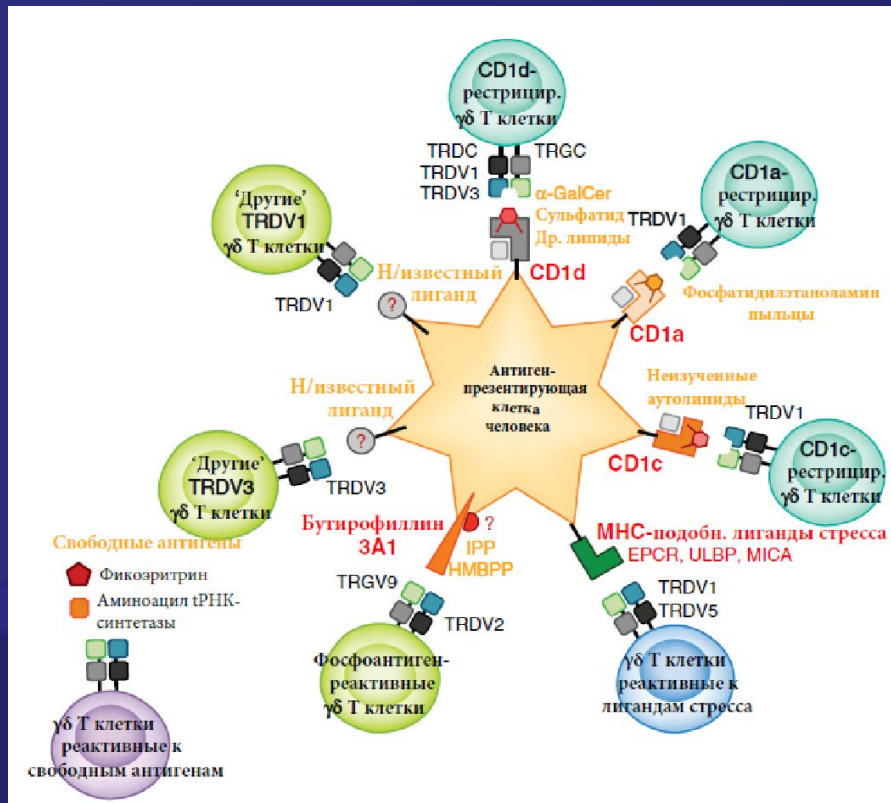 CD1d-
рестрицир.
γδ T клетки
TRDC
TRGC
TRDV1
TRDV3
α-GalCer
Сульфатид
Др. липиды
CD1d
CD1a-
рестрицир.
γδ T клетки
TRDV1
Фосфатидилэтаноламин
пыльцы
CD1a
'Другие'
TRDV1
γδ T клетки
TRDV1
Н/известный
лиганд
?
Антиген-
презентирующая
клетка
человека
Неизученные
аутолипиды
TRDV1
CD1c
CD1c-
рестрицир.
γδ T клетки
Н/известный
лиганд
?
'Другие'
TRDV3
γδ T клетки
TRDV3
Бутирофиллин
3A1
?
IPP
HMBPP
TRGV9
TRDV2
Фосфоантиген-
реактивные
γδ T клетки
MHC-подобн. лиганды стресса
EPCR, ULBP, MICA
TRDV1
TRDV5
γδ T клетки
реактивные к
лигандам стресса
Свободные антигены
Фикоэритрин
Аминоацил tРНК-
синтетазы
γδ T клетки
реактивные к
свободным антигенам